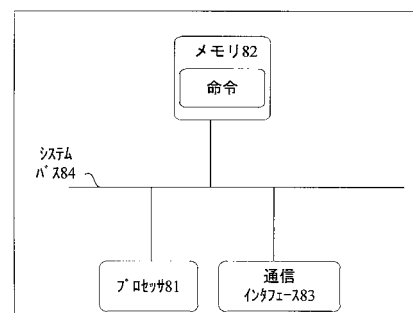 メモリ82
命令
システム
バス84
プロセッサ81
通信
インタフェース83